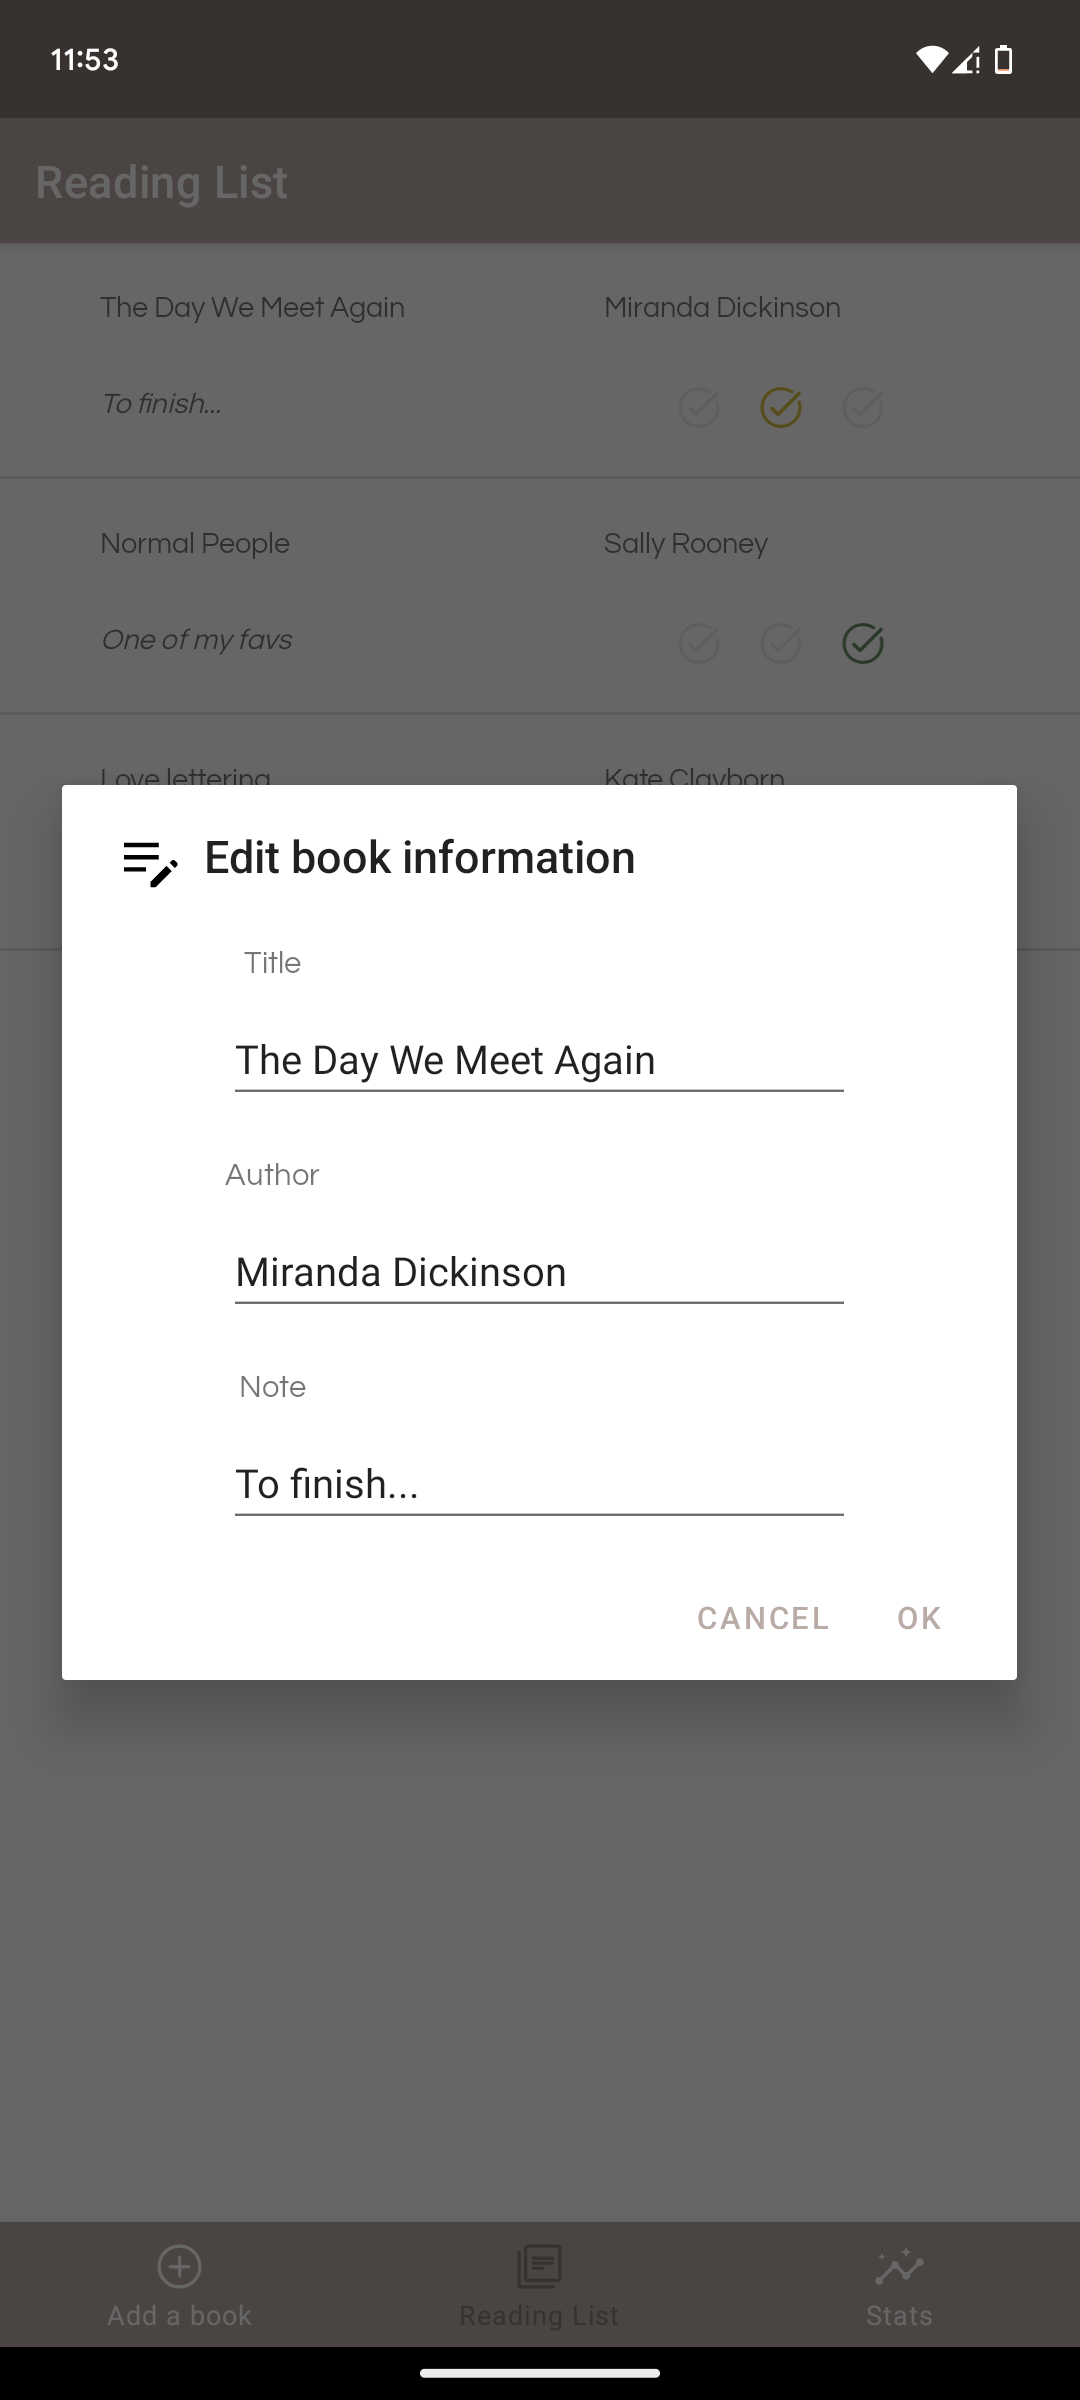 11:53
Reading List
The Day We Meet Again Miranda Dickinson
To finish...
Normal People Sally Rooney
One of my favs
Love lettering Kate Clayborn
Edit book information
Title
The Day We Meet Again
Author
Miranda Dickinson
Note
To finish...
CANCEL OK
Add a book Reading List Stats